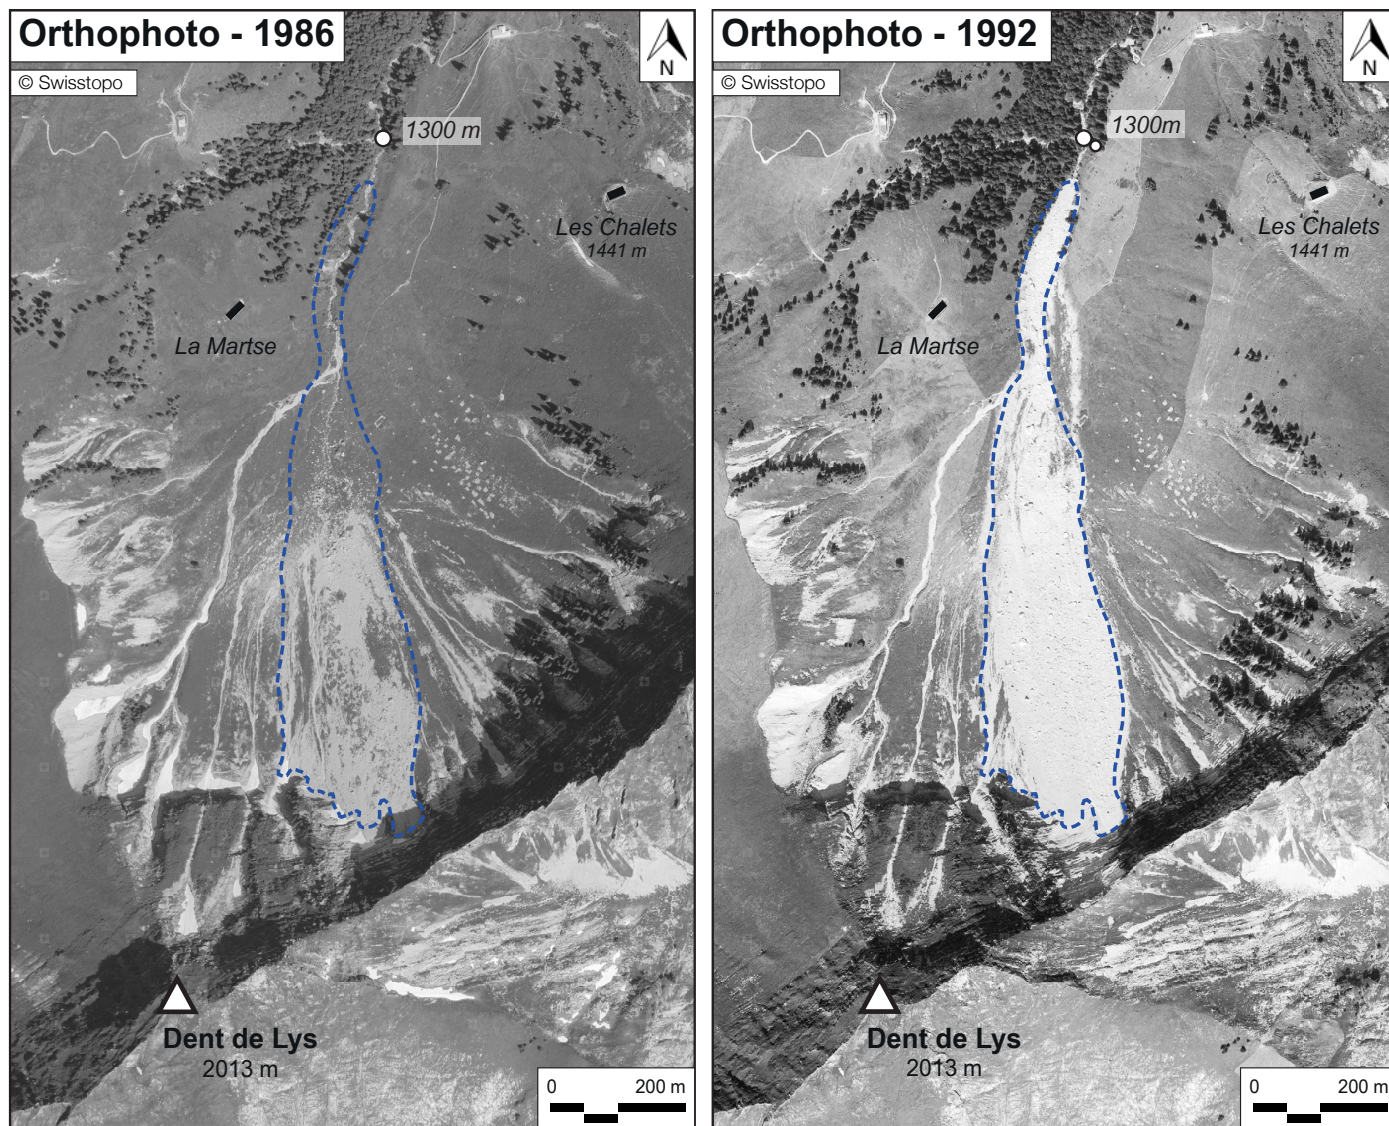 Orthophoto - 1986
© Swisstopo
N
1300 m
Les Chalets
1441 m
La Martse
Dent de Lys
2013 m
0 200 m
Orthophoto - 1992
© Swisstopo
N
1300m
Les Chalets
1441 m
La Martse
Dent de Lys
2013 m
0 200 m